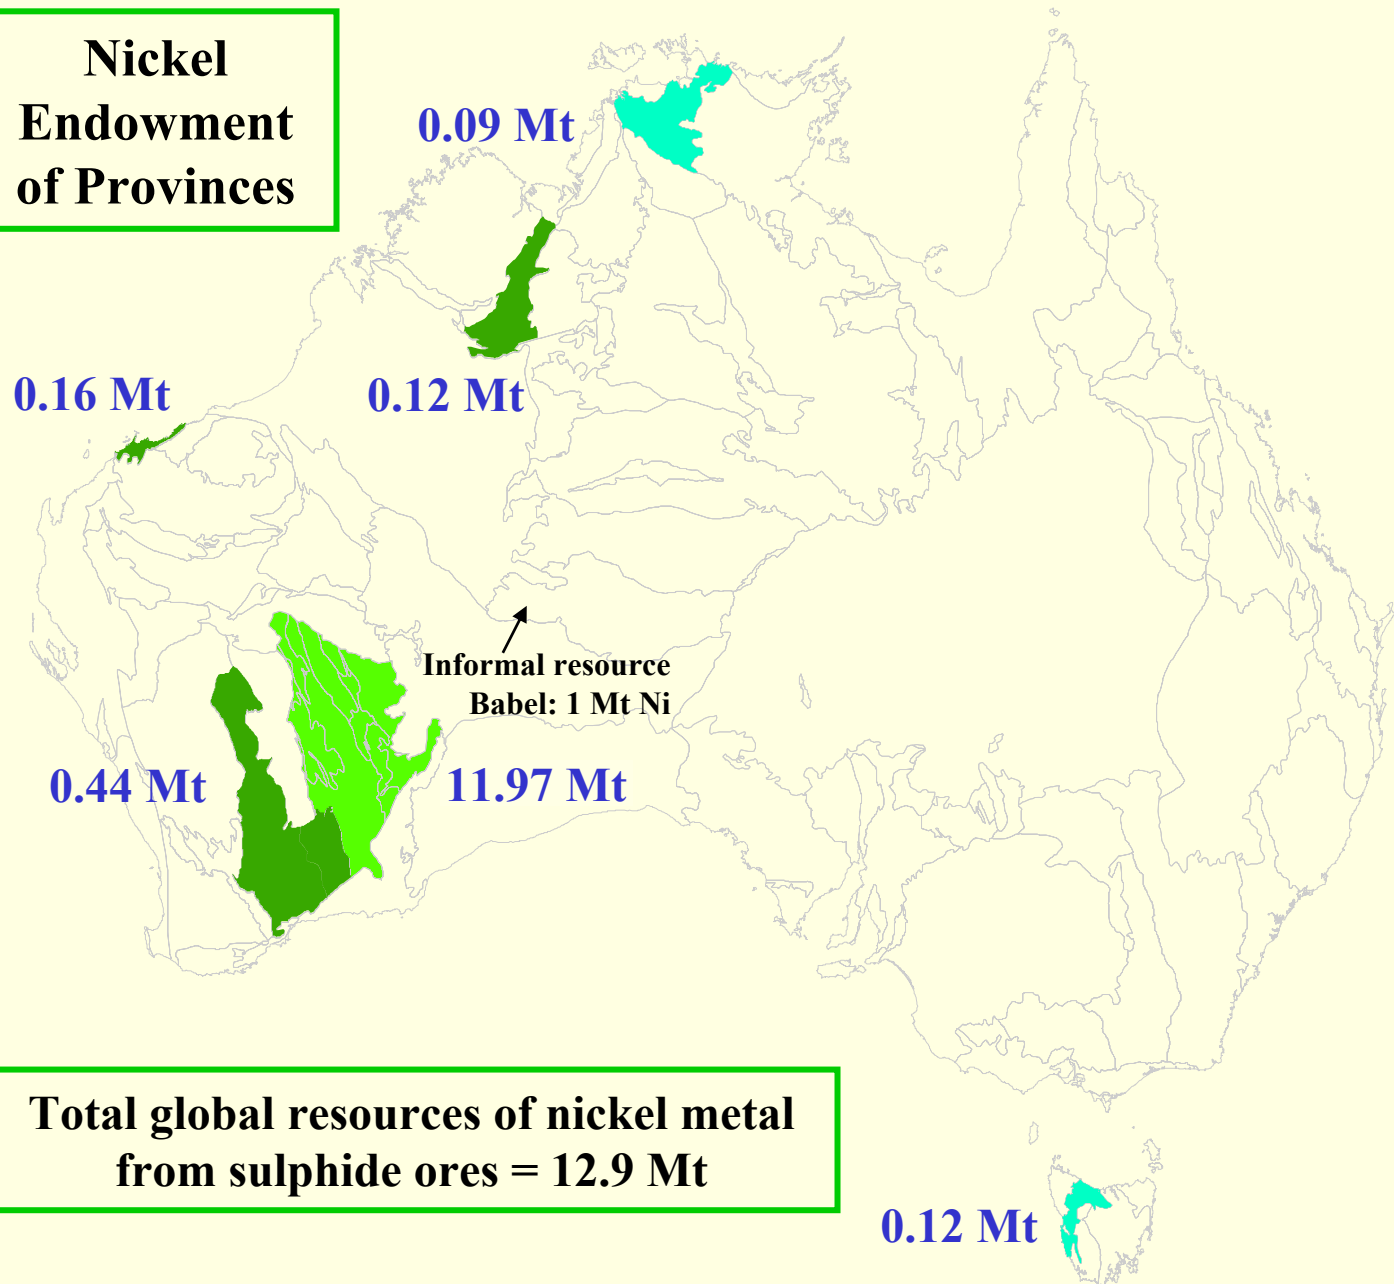 Nickel
Endowment
of Provinces
0.09 Mt
0.16 Mt
0.12 Mt
Informal resource
Babel: 1 Mt Ni
0.44 Mt
11.97 Mt
Total global resources of nickel metal
from sulphide ores = 12.9 Mt
0.12 Mt